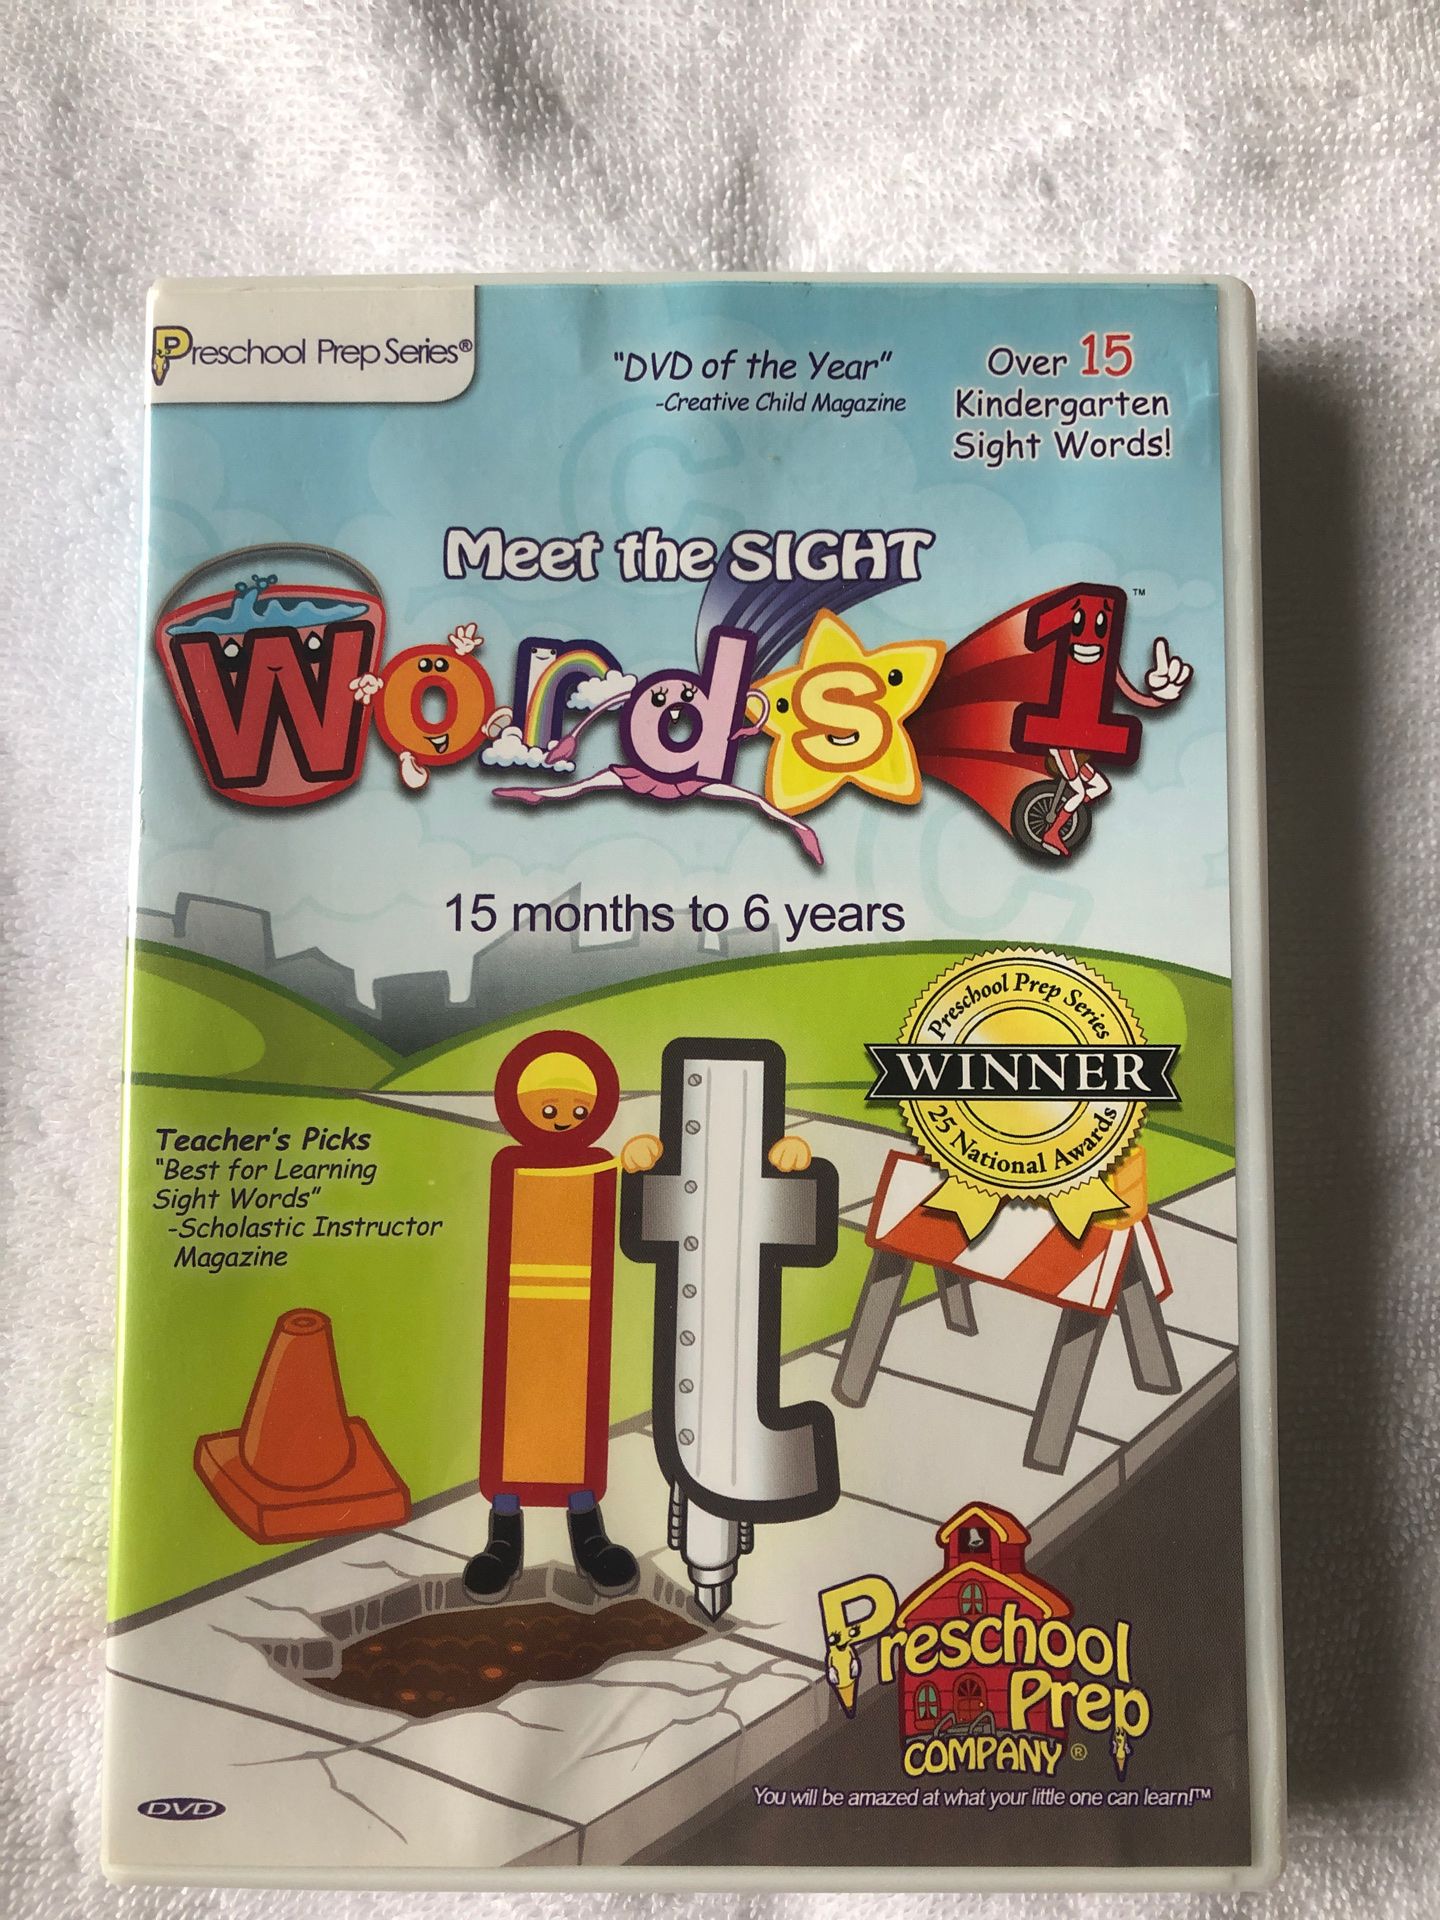 Preschool Prep Series®
"DVD of the Year"
-Creative Child Magazine
Over 15
Kindergarten
Sight Words!
Meet the SIGHT
Words 1™
15 months to 6 years
Preschool Prep Series
WINNER
25 National Awards
Teacher's Picks
"Best for Learning
Sight Words"
-Scholastic Instructor
Magazine
it
Preschool
Prep
COMPANY®
You will be amazed at what your little one can learn!™
DVD